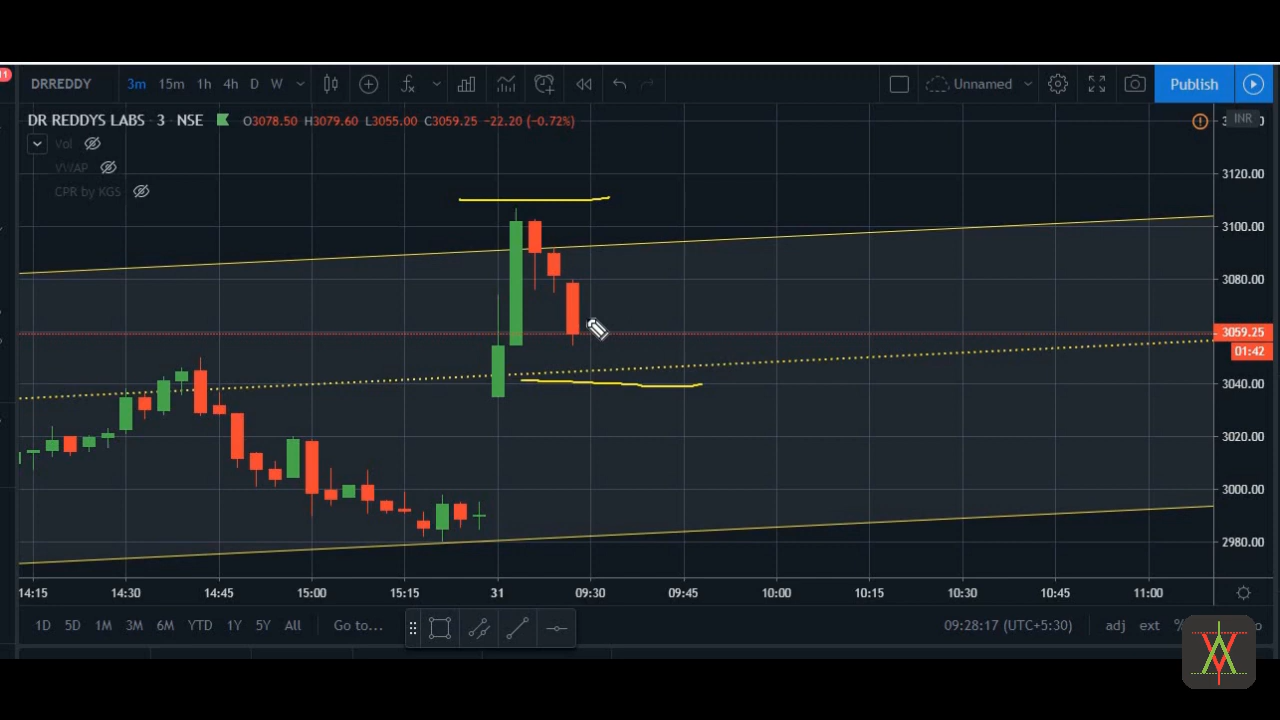 11
DRREDDY 3m 15m 1h 4h D W Unnamed Publish
DR REDDYS LABS 3 NSE O3078.50 H3079.60 L3055.00 C3059.25 -22.20 (-0.72%) INR
Vol
VWAP
CPR by KGS
3120.00
3100.00
3080.00
3059.25
01:42
3040.00
3020.00
3000.00
2980.00
14:15 14:30 14:45 15:00 15:15 31 09:30 09:45 10:00 10:15 10:30 10:45 11:00
1D 5D 1M 3M 6M YTD 1Y 5Y All Go to... 09:28:17 (UTC+5:30) adj ext %